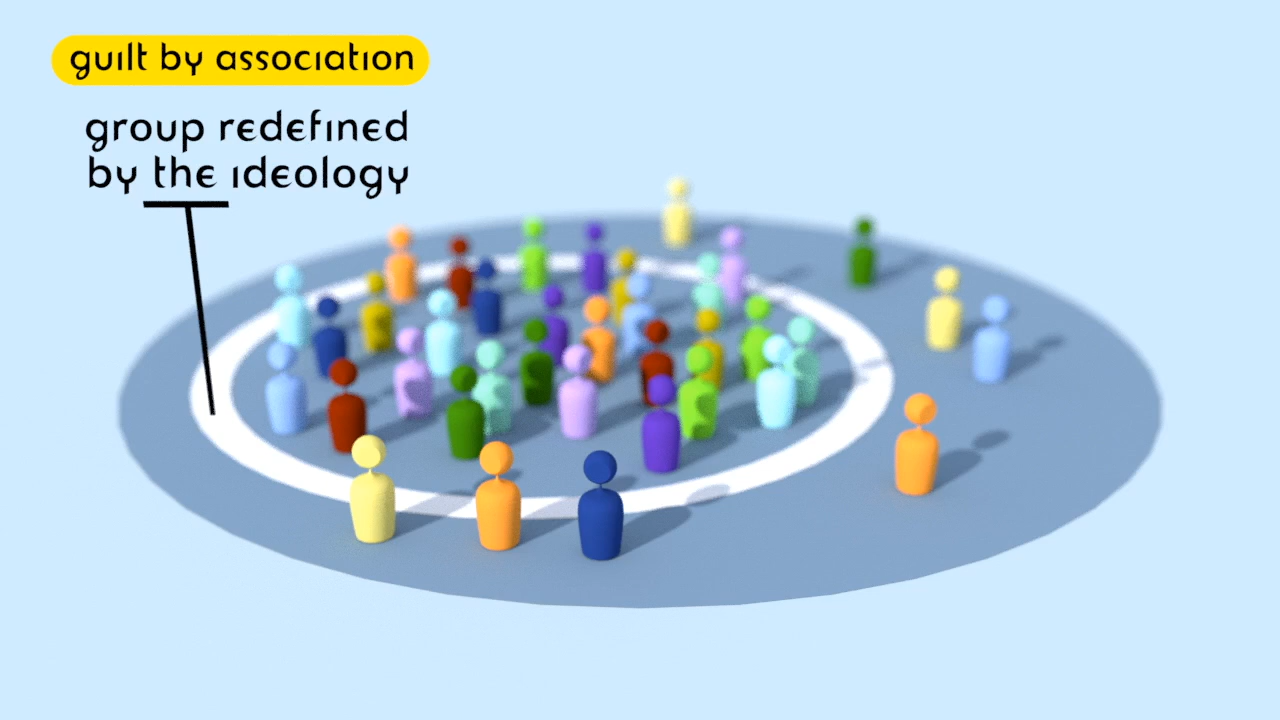 guilt by association
group redefined
by the ideology